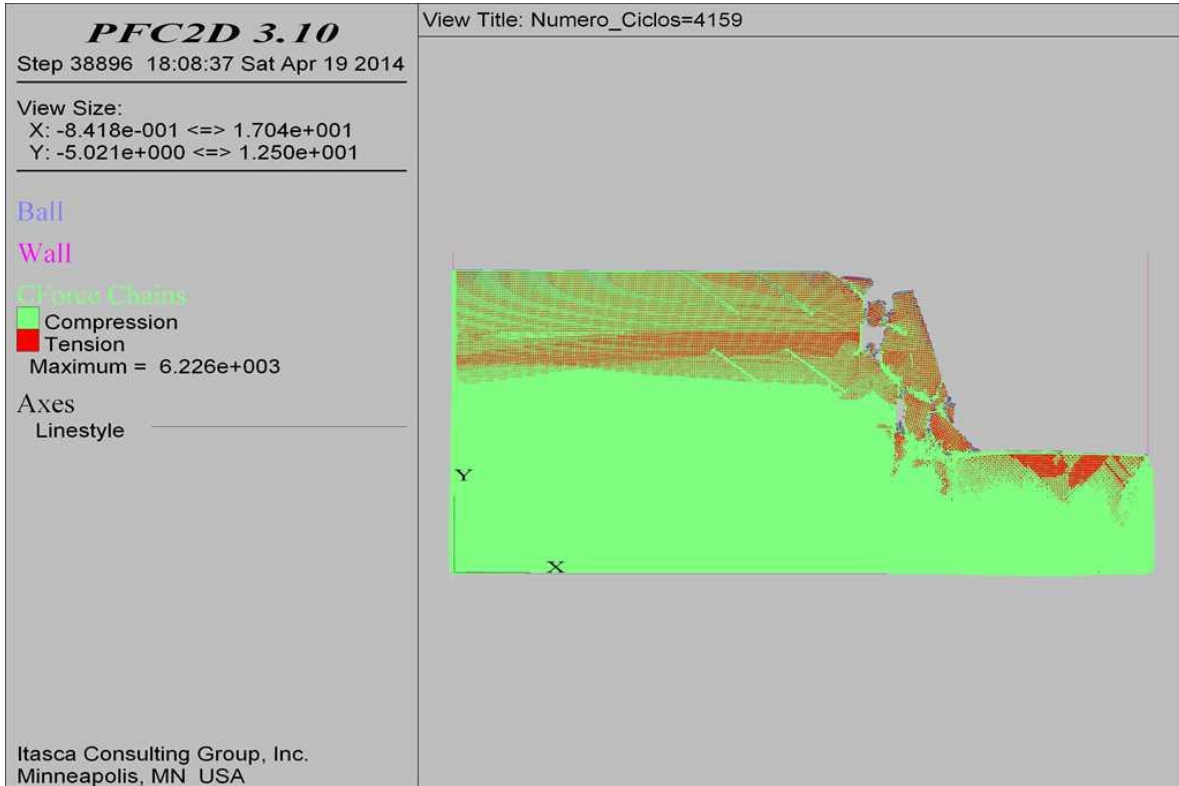 PFC2D 3.10
Step 38896 18:08:37 Sat Apr 19 2014
View Size:
X: -8.418e-001 <=> 1.704e+001
Y: -5.021e+000 <=> 1.250e+001
Ball
Wall
CForce Chains
Compression
Tension
Maximum = 6.226e+003
Axes
Linestyle
Itasca Consulting Group, Inc.
Minneapolis, MN USA
View Title: Numero_Ciclos=4159
Y
X